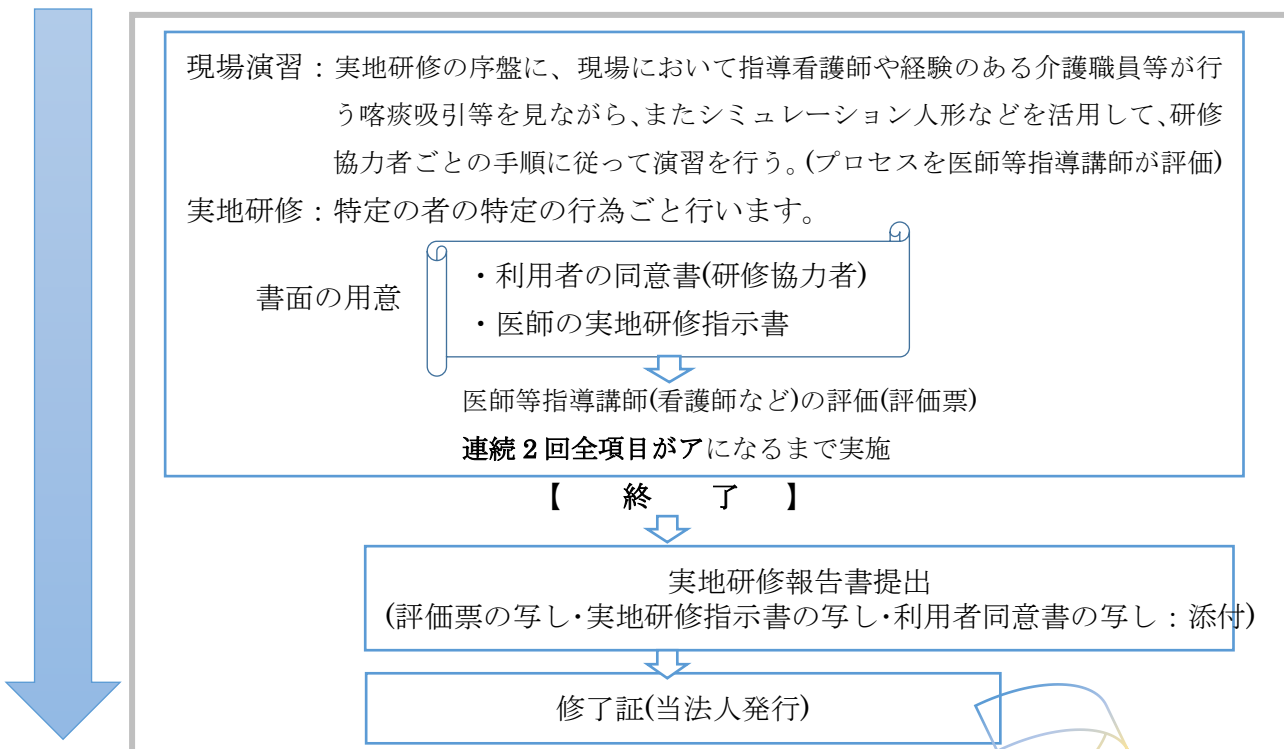 現場演習：実地研修の序盤に、現場において指導看護師や経験のある介護職員等が行
う喀痰吸引等を見ながら、またシミュレーション人形などを活用して、研修
協力者ごとの手順に従って演習を行う。(プロセスを医師等指導講師が評価)
実地研修：特定の者の特定の行為ごと行います。
書面の用意
・利用者の同意書(研修協力者)
・医師の実地研修指示書
医師等指導講師(看護師など)の評価(評価票)
連続 2 回全項目がアになるまで実施
【　終　了　】
実地研修報告書提出
(評価票の写し･実地研修指示書の写し･利用者同意書の写し：添付)
修了証(当法人発行)